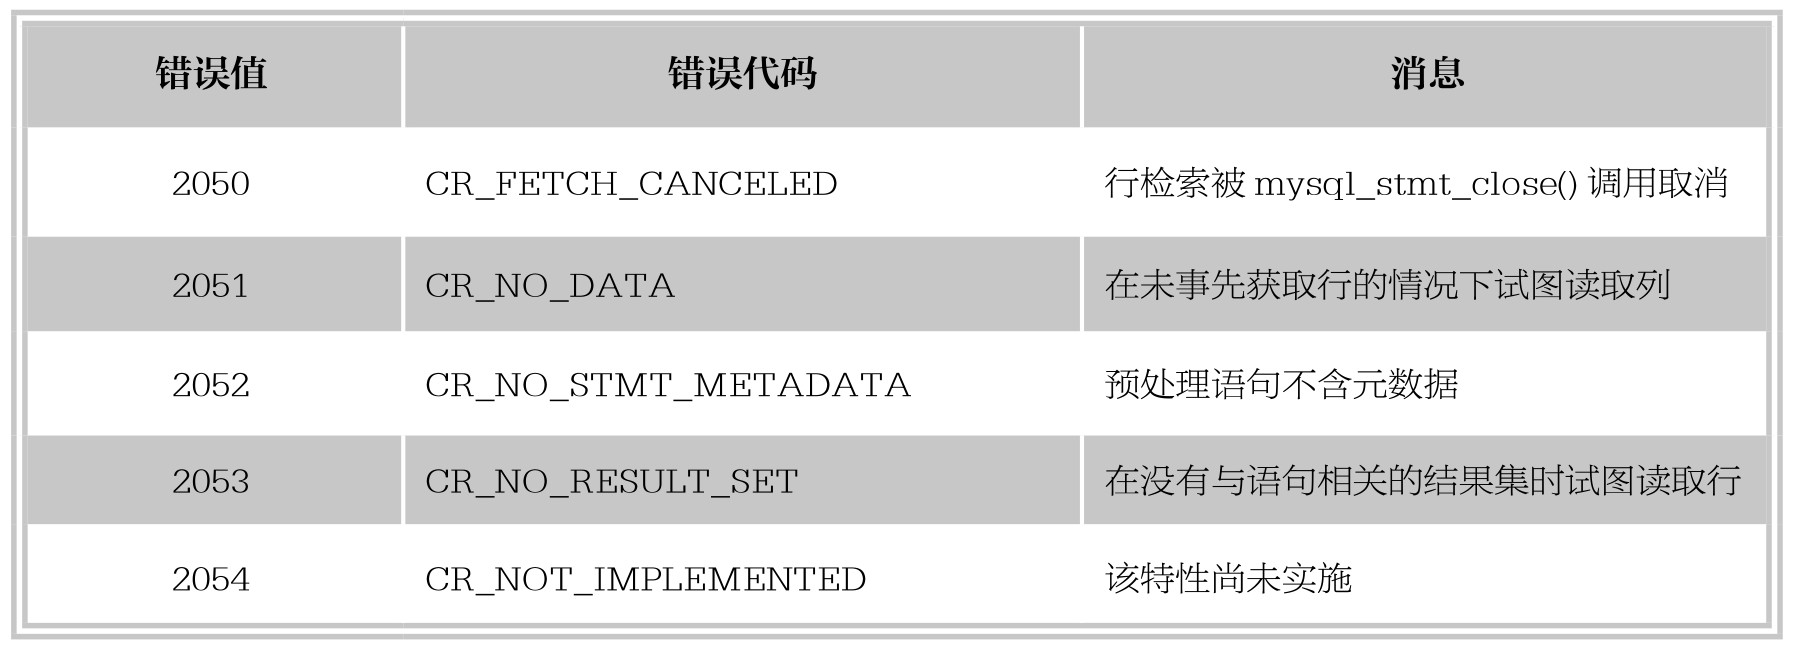 错误值 错误代码 消息
2050 CR_FETCH_CANCELED 行检索被 mysql_stmt_close() 调用取消
2051 CR_NO_DATA 在未事先获取行的情况下试图读取列
2052 CR_NO_STMT_METADATA 预处理语句不含元数据
2053 CR_NO_RESULT_SET 在没有与语句相关的结果集时试图读取行
2054 CR_NOT_IMPLEMENTED 该特性尚未实施